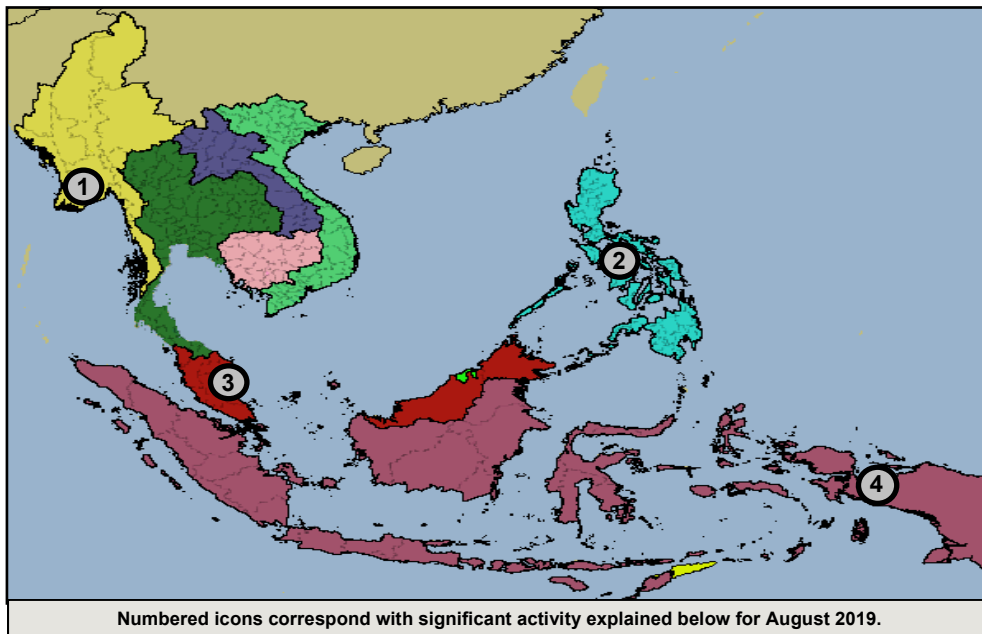 1
2
3
4
Numbered icons correspond with significant activity explained below for August 2019.